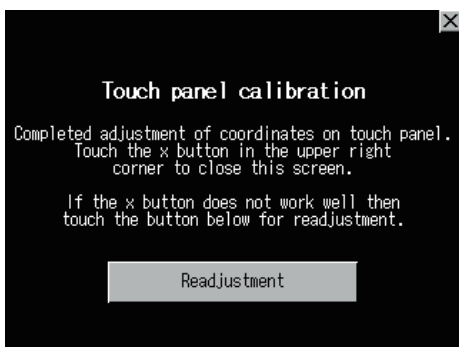 Touch panel calibration
Completed adjustment of coordinates on touch panel.
Touch the x button in the upper right
corner to close this screen.
If the x button does not work well then
touch the button below for readjustment.
Readjustment